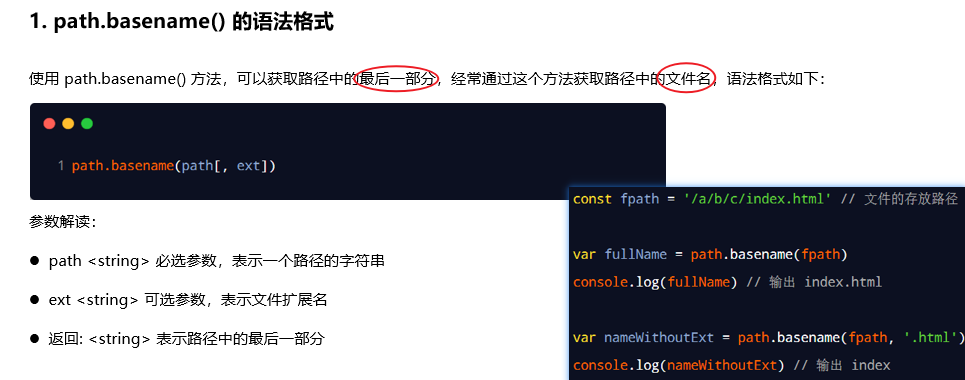 1. path.basename() 的语法格式
使用 path.basename() 方法，可以获取路径中的最后一部分，经常通过这个方法获取路径中的文件名，语法格式如下：
1 path.basename(path[, ext])
参数解读：
● path <string> 必选参数，表示一个路径的字符串
● ext <string> 可选参数，表示文件扩展名
● 返回: <string> 表示路径中的最后一部分
const fpath = '/a/b/c/index.html' // 文件的存放路径
var fullName = path.basename(fpath)
console.log(fullName) // 输出 index.html
var nameWithoutExt = path.basename(fpath, '.html')
console.log(nameWithoutExt) // 输出 index